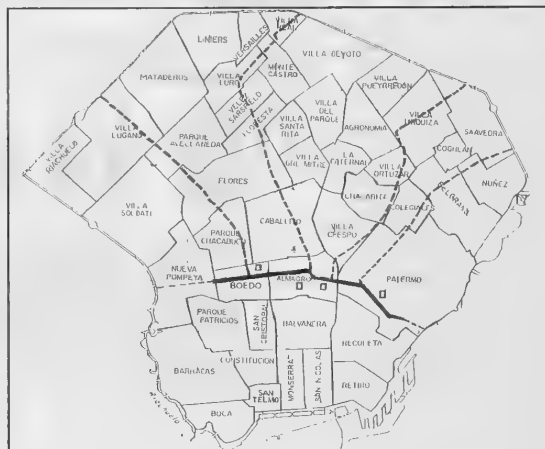 VILLA
REAL
VERSAILLES
LINIERS
MONTE
CASTRO
VILLA DEVOTO
MATADEROS
VILLA
LURO
VELEZ
SARSFIELD
FLORESTA
VILLA
PUEYRREDON
VILLA
DEL
PARQUE
VILLA
SANTA
RITA
AGRONOMIA
VILLA
URQUIZA
SAAVEDRA
COGHLAN
VILLA
RIACHUELO
VILLA
LUGANO
PARQUE
AVELLANEDA
VILLA
GRAL MITRE
LA
PATERNAL
VILLA
ORTUZAR
NUÑEZ
BELGRANO
CHACARITA
COLEGIALES
FLORES
VILLA
SOLDATI
CABALLITO
VILLA
CRESPO
PARQUE
CHACABUCO
NUEVA
POMPEYA
BOEDO
ALMAGRO
PALERMO
PARQUE
PATRICIOS
SAN
CRISTOBAL
BALVANERA
RECOLETA
CONSTITUCION
BARRACAS
MONSERRAT
SAN NICOLAS
RETIRO
SAN
TELMO
BOCA
RIACHUELO